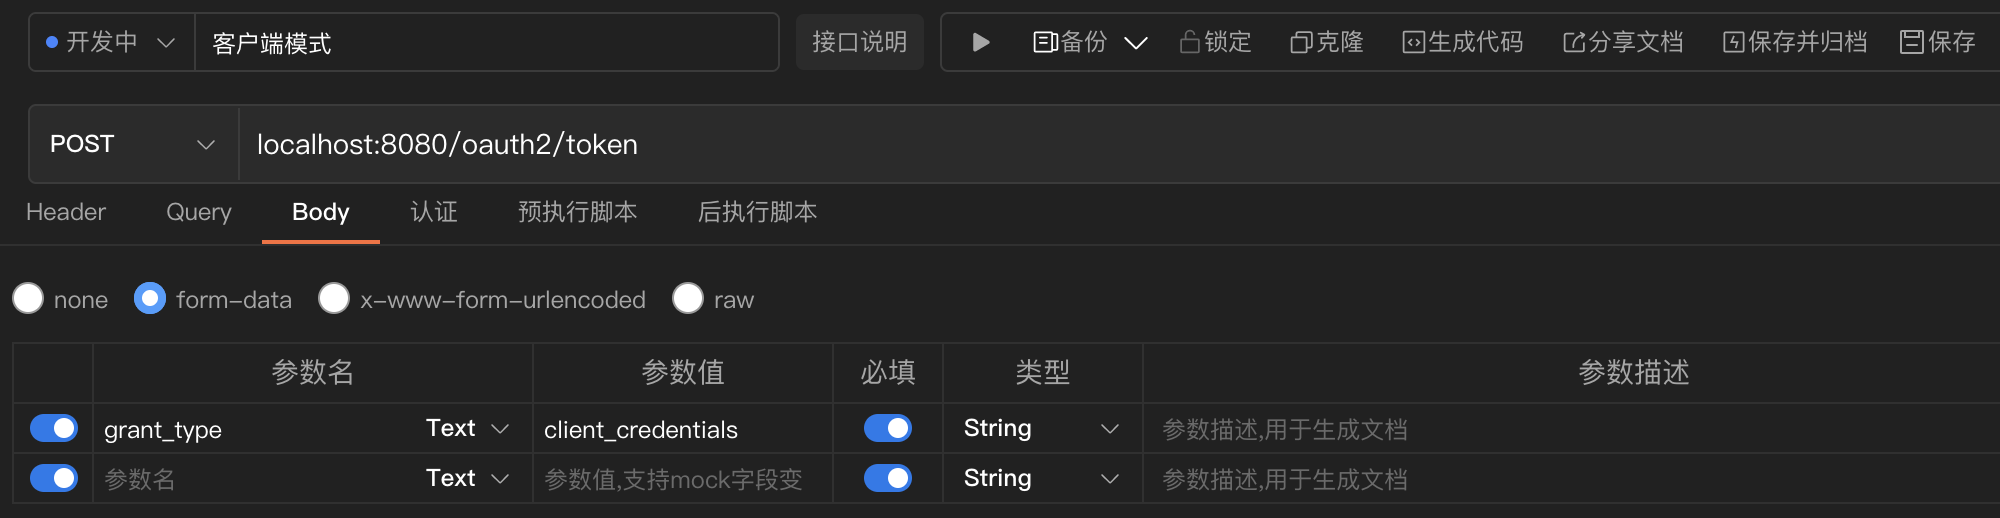 开发中 客户端模式 接口说明 备份 锁定 克隆 生成代码 分享文档 保存并归档 保存
POST localhost:8080/oauth2/token
Header Query Body 认证 预执行脚本 后执行脚本
none form-data x-www-form-urlencoded raw
参数名 参数值 必填 类型 参数描述
grant_type Text client_credentials String 参数描述,用于生成文档
参数名 Text 参数值,支持mock字段变 String 参数描述,用于生成文档